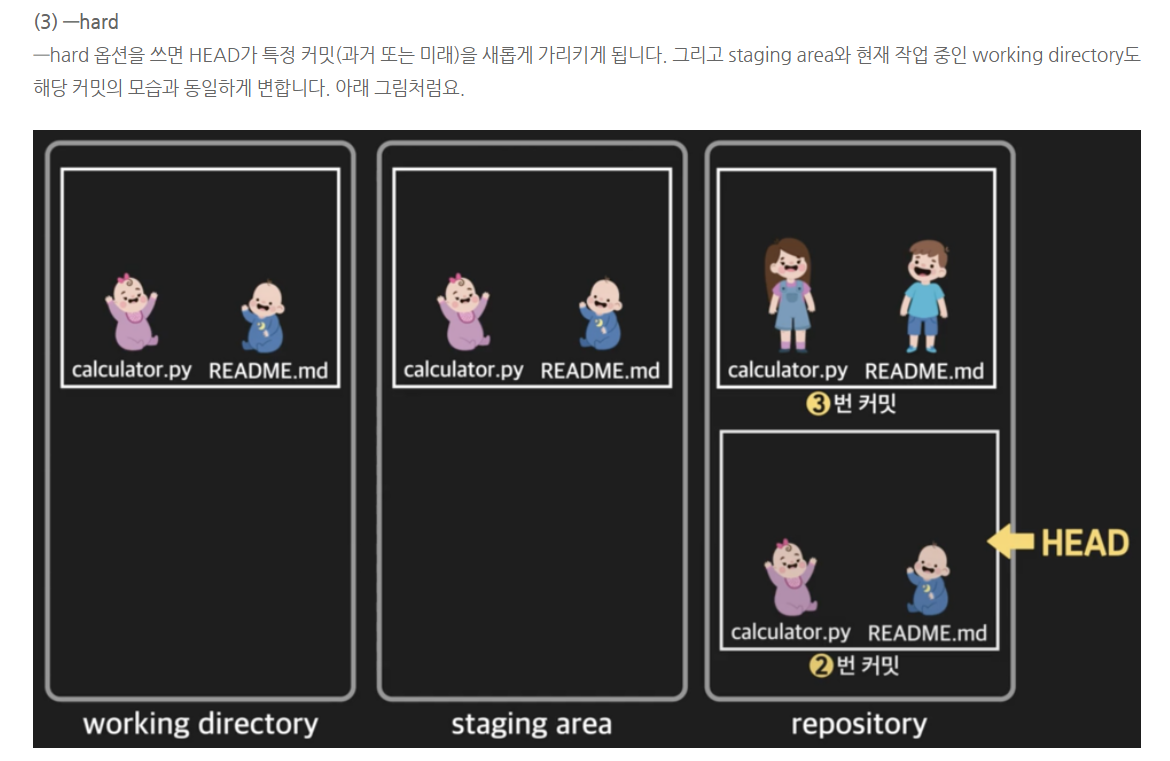 (3) —hard
—hard 옵션을 쓰면 HEAD가 특정 커밋(과거 또는 미래)을 새롭게 가리키게 됩니다. 그리고 staging area와 현재 작업 중인 working directory도
해당 커밋의 모습과 동일하게 변합니다. 아래 그림처럼요.
calculator.py README.md
calculator.py README.md
calculator.py README.md
3번 커밋
HEAD
calculator.py README.md
2번 커밋
working directory
staging area
repository